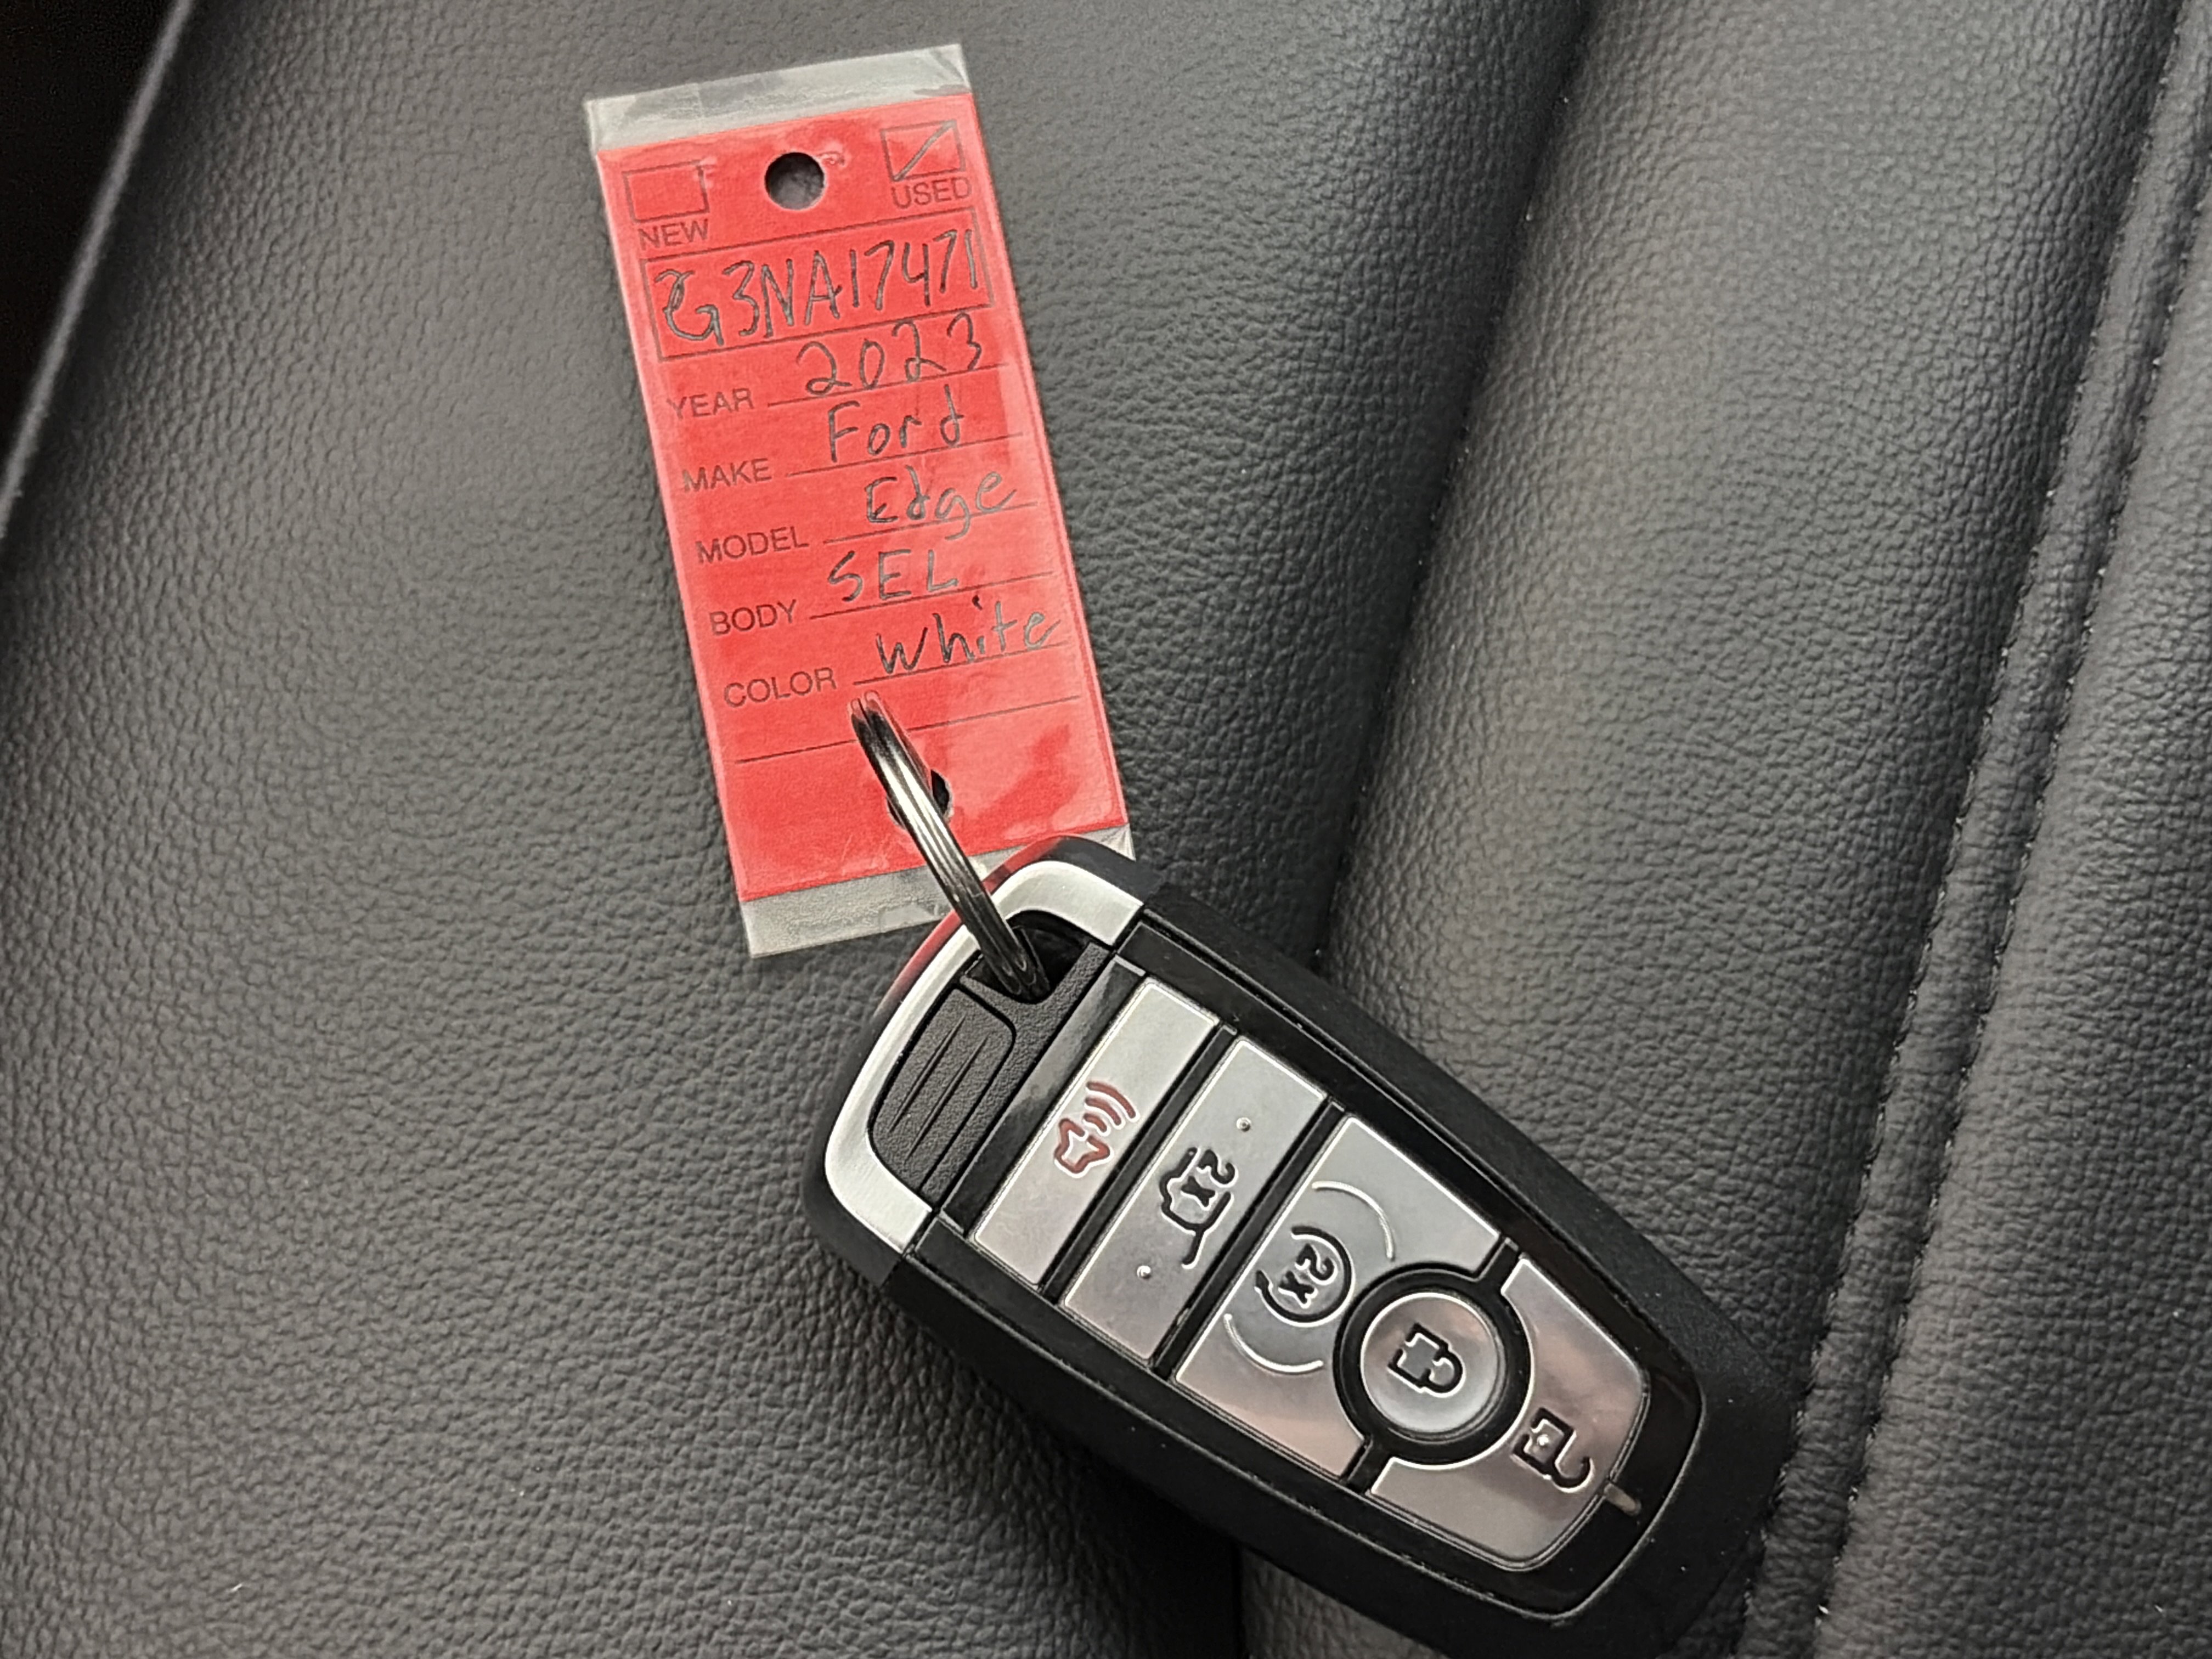 NEW USED
G3NA17471
YEAR 2023
MAKE Ford
MODEL Edge
BODY SEL
COLOR White
2x
2x